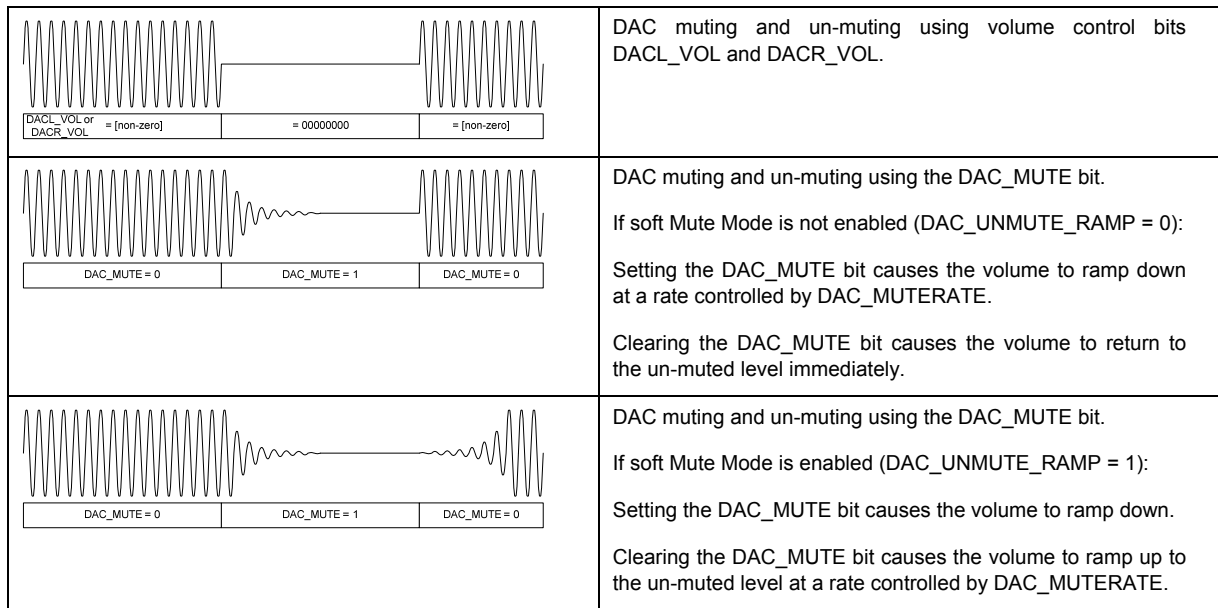 DAC muting and un-muting using volume control bits
DACL_VOL and DACR_VOL.
DACL_VOL or
DACR_VOL
= [non-zero]
= 00000000
= [non-zero]
DAC muting and un-muting using the DAC_MUTE bit.
If soft Mute Mode is not enabled (DAC_UNMUTE_RAMP = 0):
Setting the DAC_MUTE bit causes the volume to ramp down
at a rate controlled by DAC_MUTERATE.
Clearing the DAC_MUTE bit causes the volume to return to
the un-muted level immediately.
DAC_MUTE = 0
DAC_MUTE = 1
DAC_MUTE = 0
DAC muting and un-muting using the DAC_MUTE bit.
If soft Mute Mode is enabled (DAC_UNMUTE_RAMP = 1):
Setting the DAC_MUTE bit causes the volume to ramp down.
Clearing the DAC_MUTE bit causes the volume to ramp up to
the un-muted level at a rate controlled by DAC_MUTERATE.
DAC_MUTE = 0
DAC_MUTE = 1
DAC_MUTE = 0